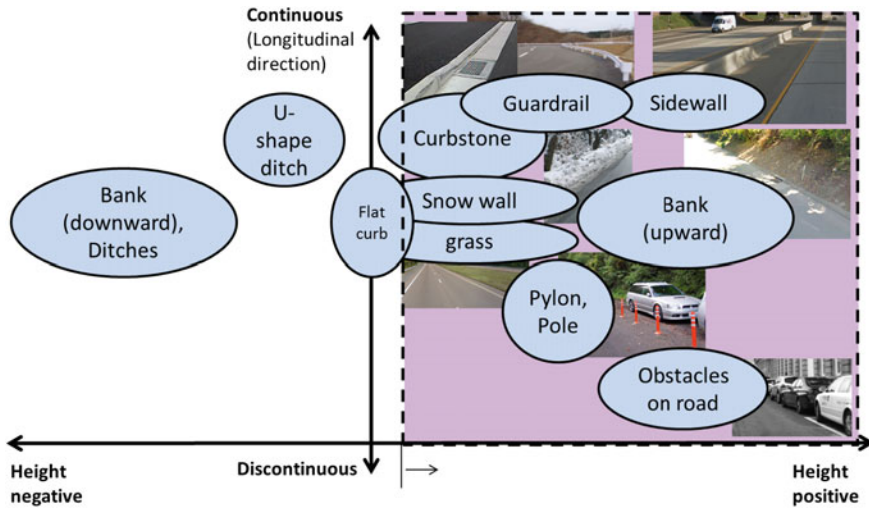 Continuous
(Longitudinal
direction)
Guardrail
Sidewall
U-
shape
ditch
Curbstone
Bank
(downward),
Ditches
Flat
curb
Snow wall
grass
Bank
(upward)
Pylon,
Pole
Obstacles
on road
Height
negative
Discontinuous
Height
positive